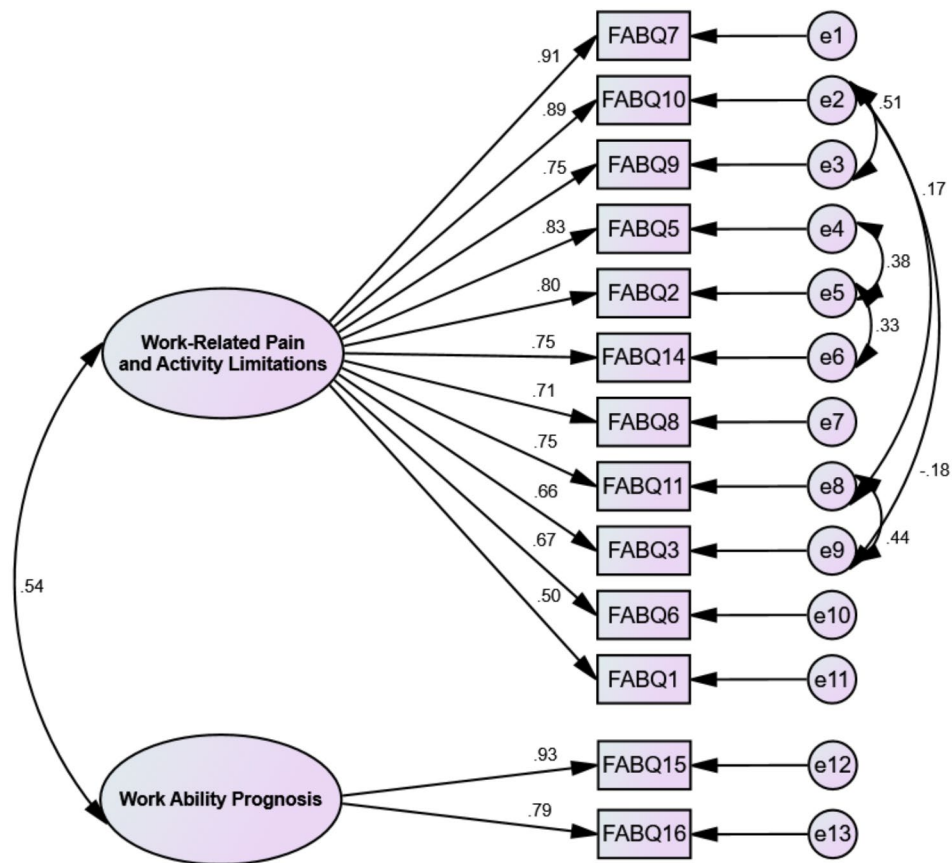 FABQ7
e1
.91
FABQ10
e2
.89
.51
FABQ9
e3
.75
.17
FABQ5
e4
.83
.38
FABQ2
e5
.80
.33
FABQ14
e6
.75
Work-Related Pain
and Activity Limitations
FABQ8
e7
.71
FABQ11
e8
.75
-.18
FABQ3
e9
.66
.44
FABQ6
e10
.67
FABQ1
e11
.50
.54
FABQ15
e12
.93
Work Ability Prognosis
FABQ16
e13
.79